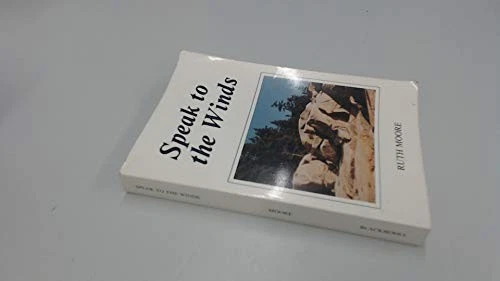 Speak to
the Winds
RUTH MOORE
SPEAK TO THE WINDS
MOORE
BLACKBERRY